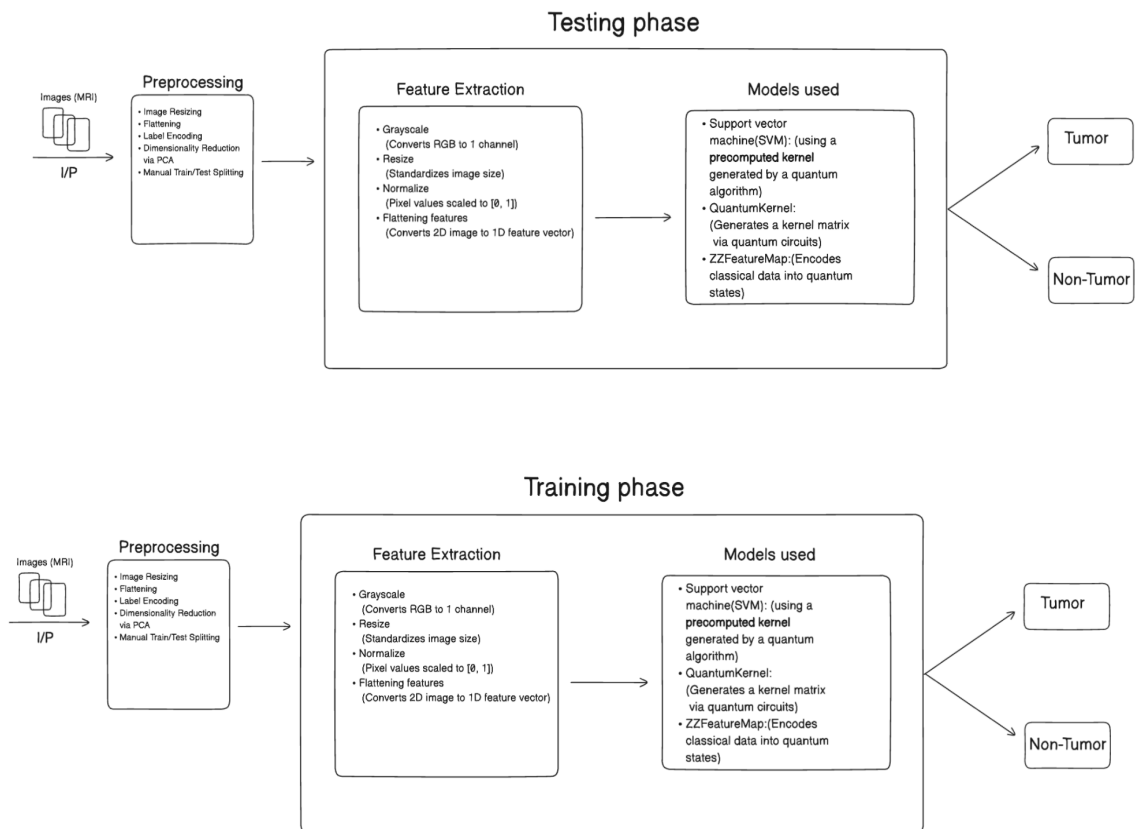 Testing phase
Images (MRI)
I/P
Preprocessing
• Image Resizing
• Flattening
• Label Encoding
• Dimensionality Reduction
via PCA
• Manual Train/Test Splitting
Feature Extraction
• Grayscale
(Converts RGB to 1 channel)
• Resize
(Standardizes image size)
• Normalize
(Pixel values scaled to [0, 1])
• Flattening features
(Converts 2D image to 1D feature vector)
Models used
• Support vector
machine(SVM): (using a
precomputed kernel
generated by a quantum
algorithm)
• QuantumKernel:
(Generates a kernel matrix
via quantum circuits)
• ZZFeatureMap:(Encodes
classical data into quantum
states)
Tumor
Non-Tumor
Training phase
Images (MRI)
I/P
Preprocessing
• Image Resizing
• Flattening
• Label Encoding
• Dimensionality Reduction
via PCA
• Manual Train/Test Splitting
Feature Extraction
• Grayscale
(Converts RGB to 1 channel)
• Resize
(Standardizes image size)
• Normalize
(Pixel values scaled to [0, 1])
• Flattening features
(Converts 2D image to 1D feature vector)
Models used
• Support vector
machine(SVM): (using a
precomputed kernel
generated by a quantum
algorithm)
• QuantumKernel:
(Generates a kernel matrix
via quantum circuits)
• ZZFeatureMap:(Encodes
classical data into quantum
states)
Tumor
Non-Tumor